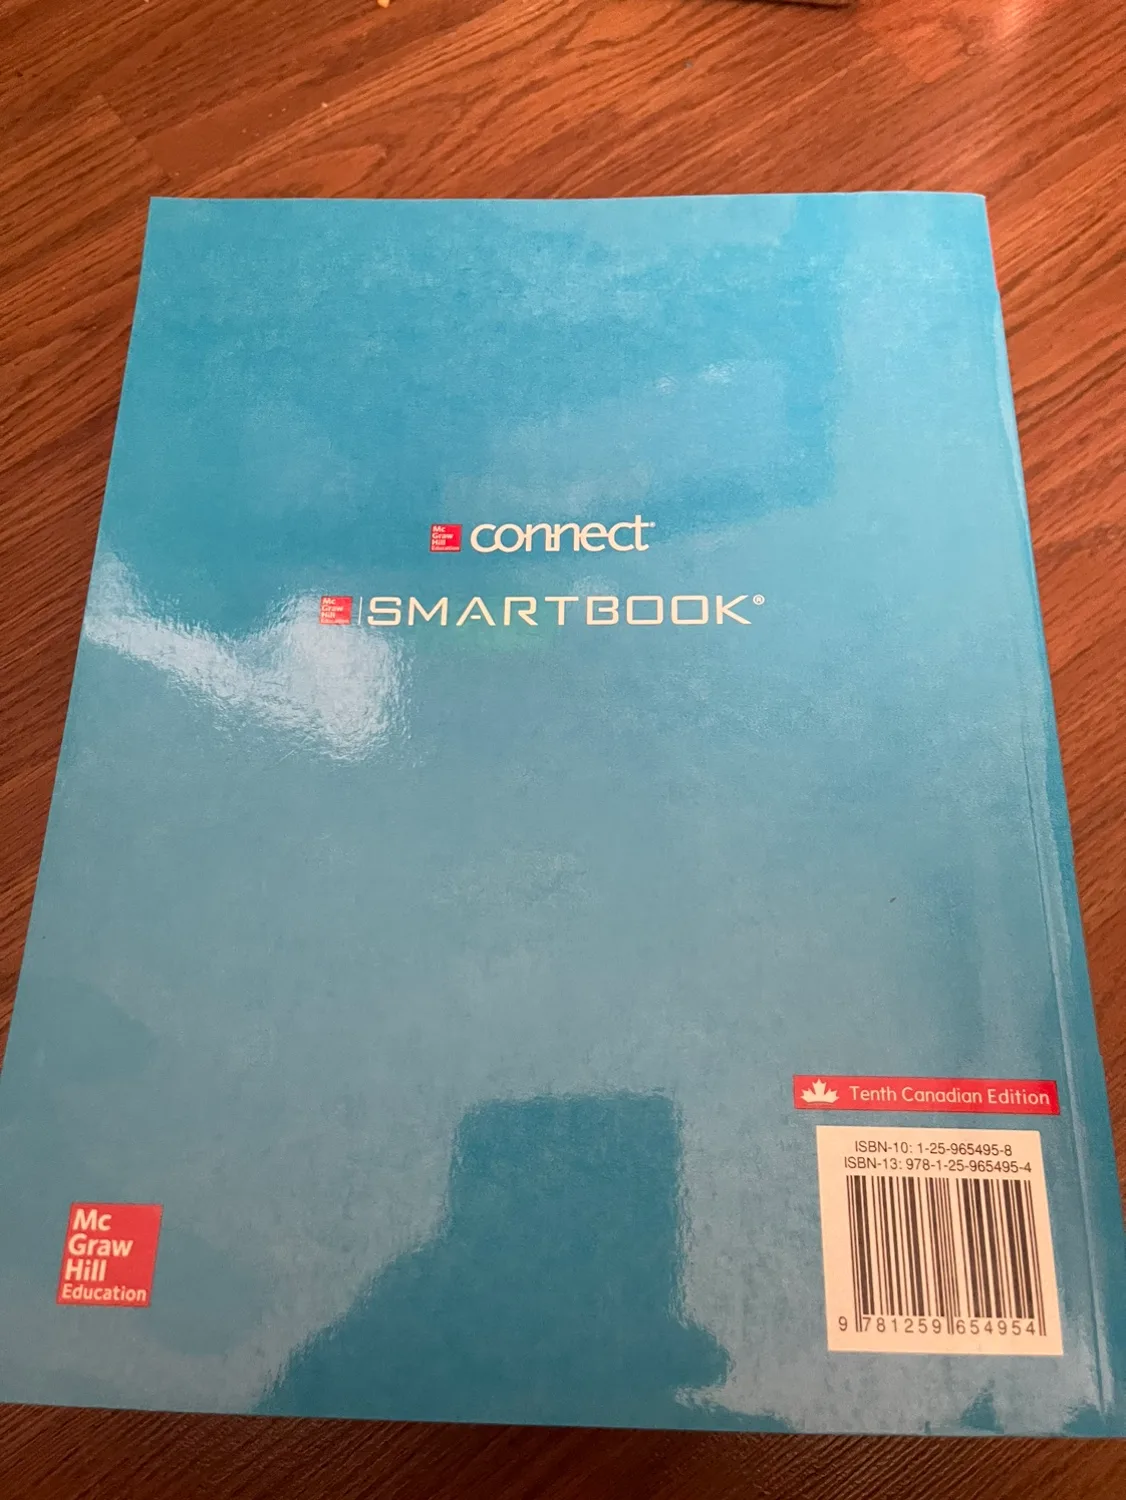 Mc
Graw
Hill
Education
connect®
Mc
Graw
Hill
Education
SMARTBOOK®
Tenth Canadian Edition
ISBN-10: 1-25-965495-8
ISBN-13: 978-1-25-965495-4
9 781259 654954
Mc
Graw
Hill
Education